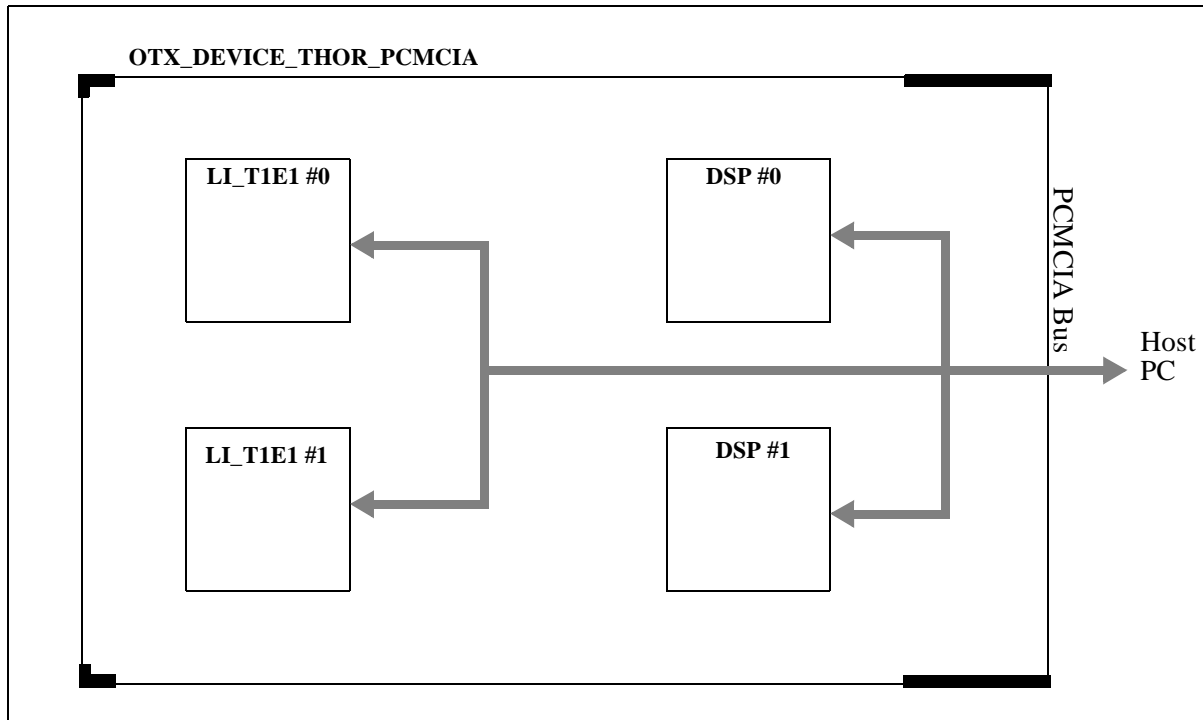 OTX_DEVICE_THOR_PCMCIA
LI_T1E1 #0
DSP #0
PCMCIA Bus
Host
PC
LI_T1E1 #1
DSP #1